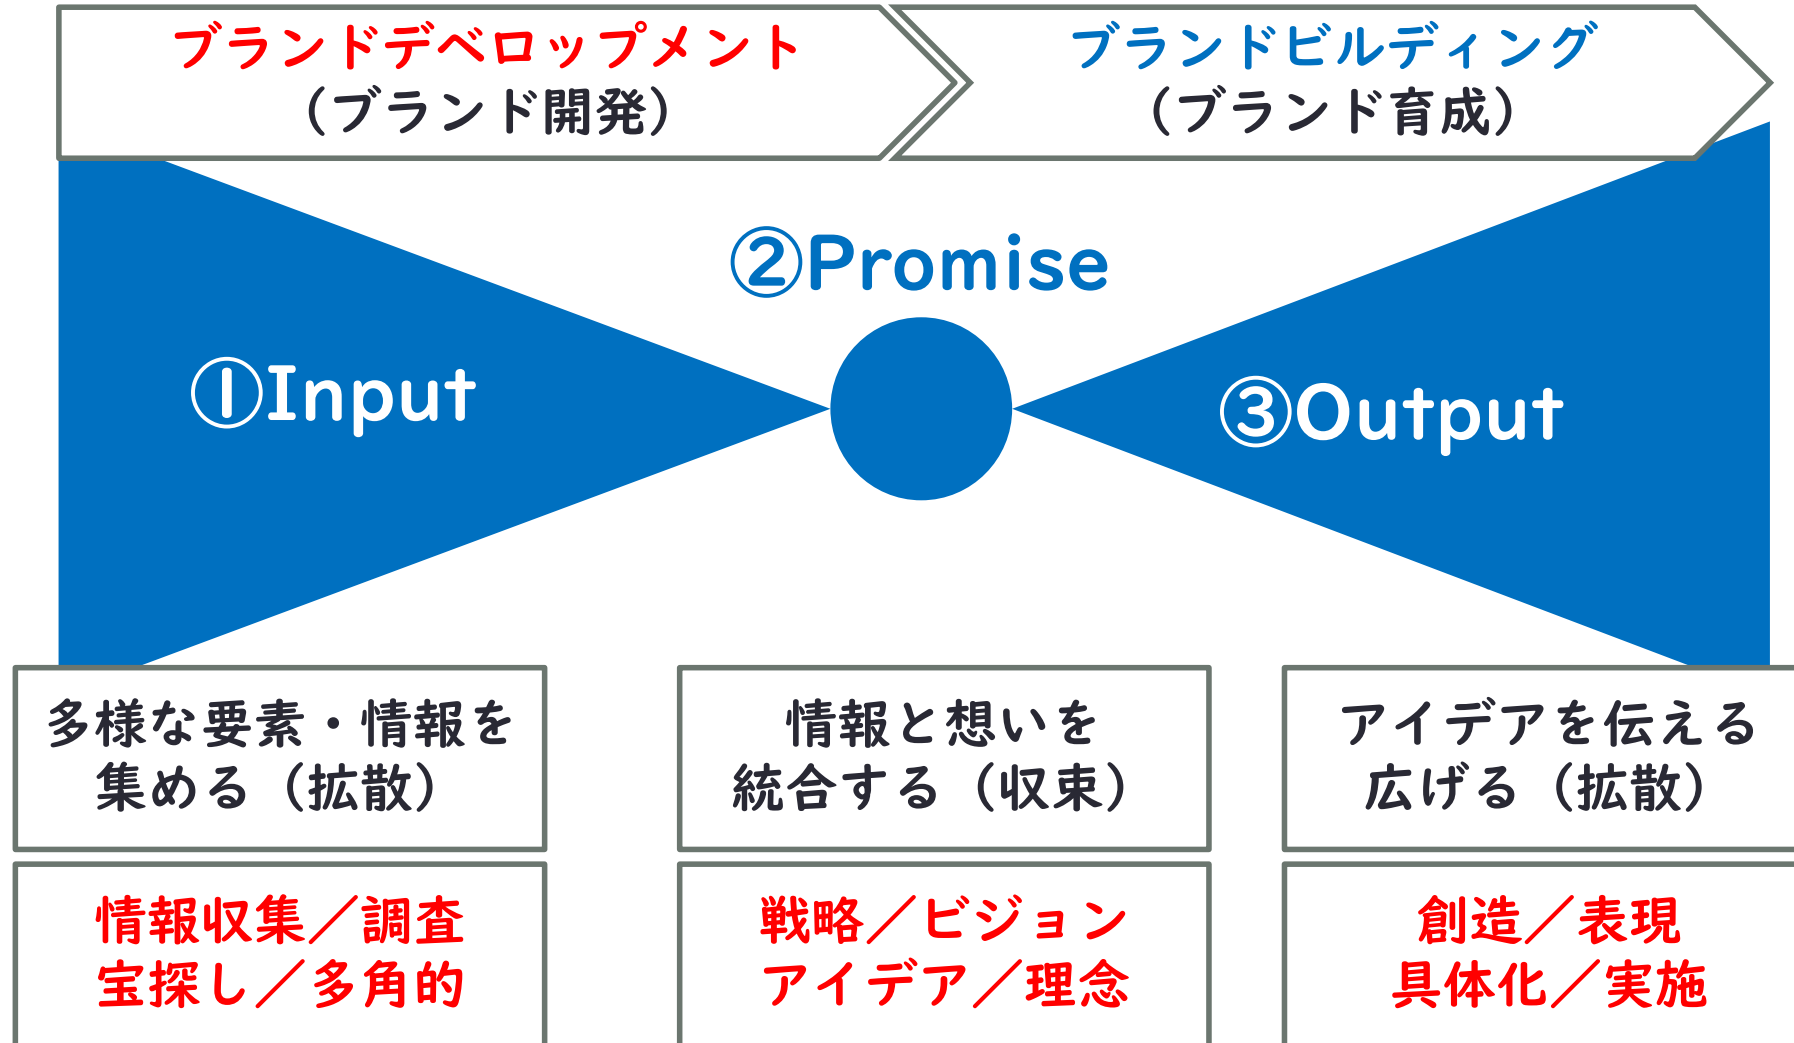 ブランドデベロップメント
（ブランド開発）
ブランドビルディング
（ブランド育成）
②Promise
①Input
③Output
多様な要素・情報を
集める（拡散）
情報と想いを
統合する（収束）
アイデアを伝える
広げる（拡散）
情報収集／調査
宝探し／多角的
戦略／ビジョン
アイデア／理念
創造／表現
具体化／実施